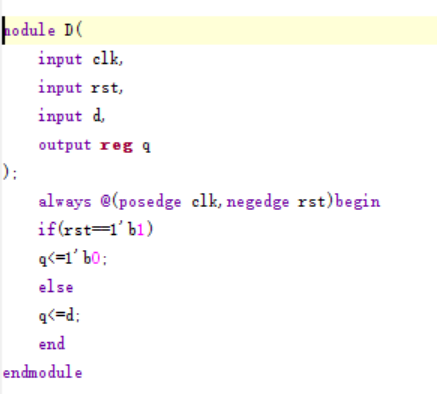 module D(
input clk,
input rst,
input d,
output reg q
);
always @(posedge clk,negedge rst)begin
if(rst==1'b1)
q<=1'b0;
else
q<=d;
end
endmodule